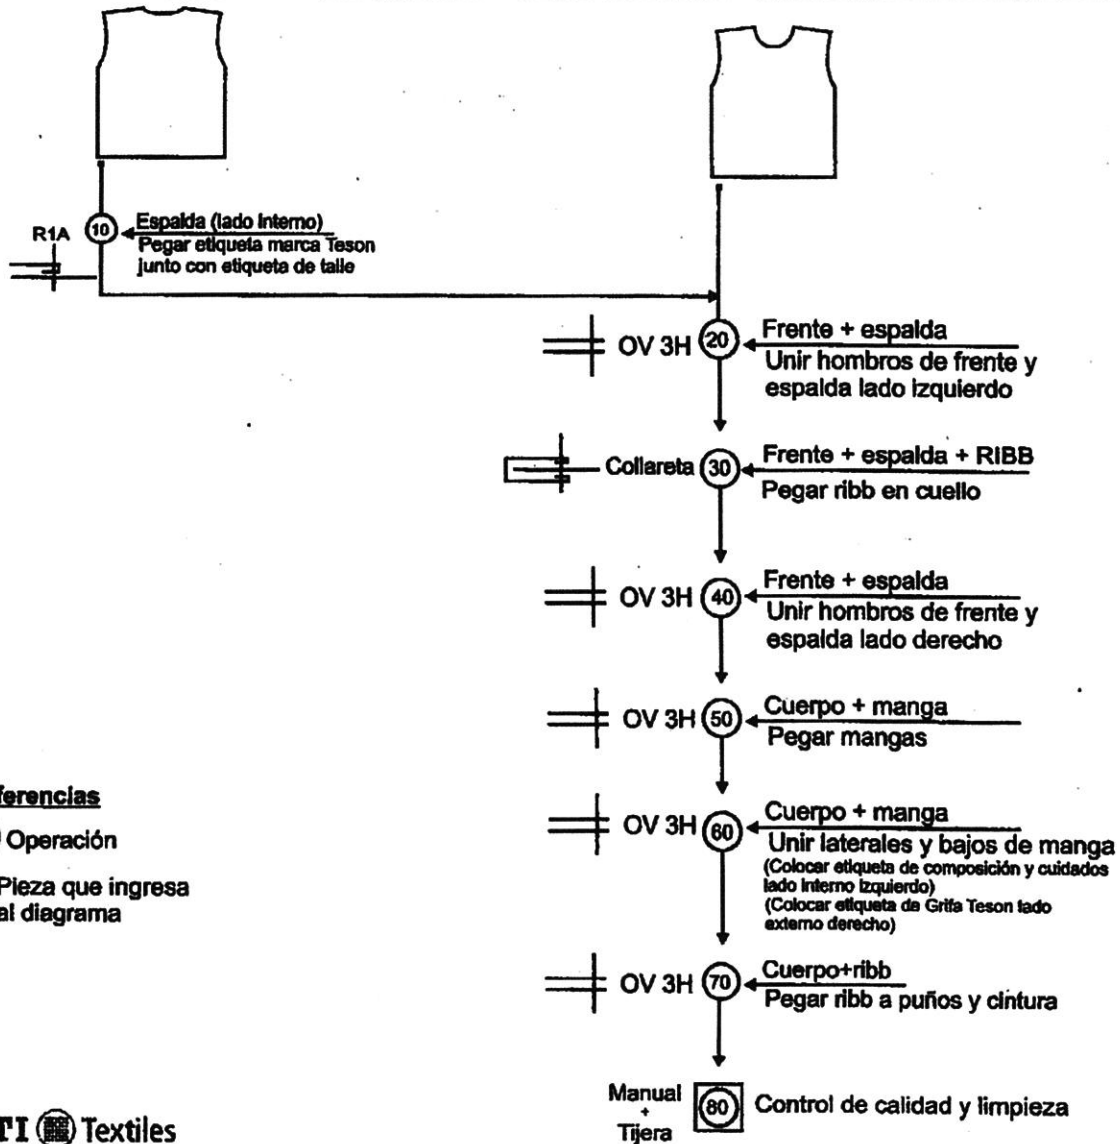 R1A
10
Espalda (lado interno)
Pegar etiqueta marca Teson
junto con etiqueta de talle
OV 3H
20
Frente + espalda
Unir hombros de frente y
espalda lado izquierdo
Collareta
30
Frente + espalda + RIBB
Pegar ribb en cuello
OV 3H
40
Frente + espalda
Unir hombros de frente y
espalda lado derecho
OV 3H
50
Cuerpo + manga
Pegar mangas
OV 3H
60
Cuerpo + manga
Unir laterales y bajos de manga
(Colocar etiqueta de composición y cuidados
lado interno izquierdo)
(Colocar etiqueta de Grifa Teson lado
externo derecho)
OV 3H
70
Cuerpo+ribb
Pegar ribb a puños y cintura
Manual
+
Tijera
80
Control de calidad y limpieza
ferencias
Operación
Pieza que ingresa
al diagrama
TI Textiles